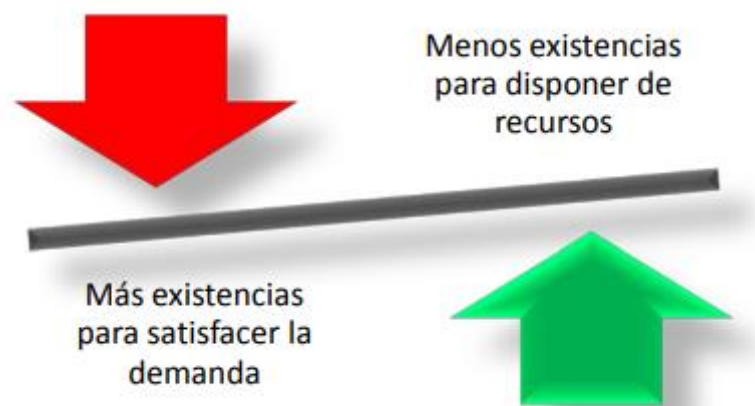 Menos existencias
para disponer de
recursos
Más existencias
para satisfacer la
demanda